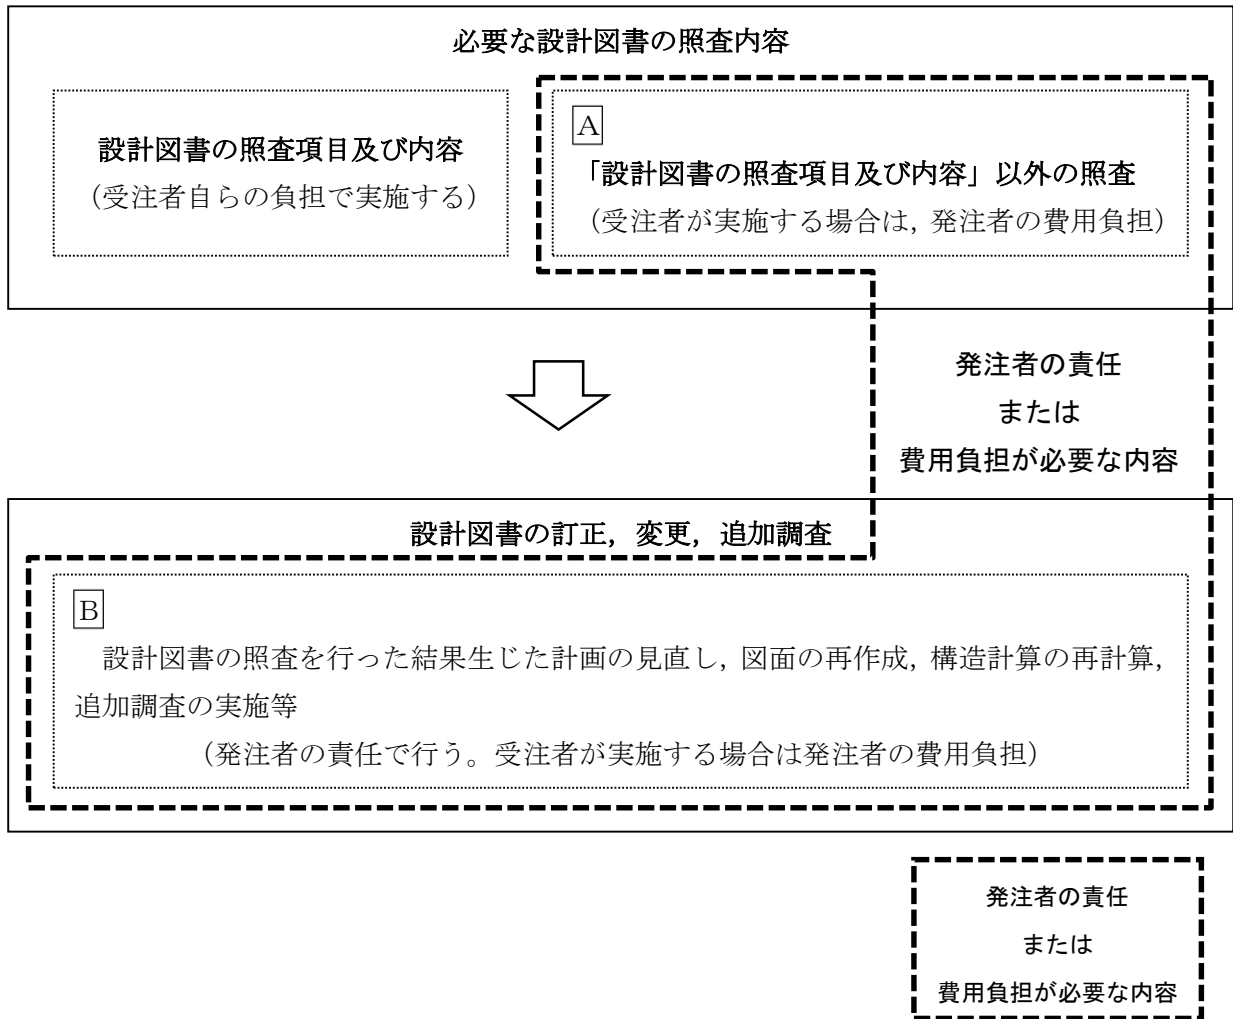 必要な設計図書の照査内容
設計図書の照査項目及び内容
(受注者自らの負担で実施する)
A
「設計図書の照査項目及び内容」以外の照査
(受注者が実施する場合は，発注者の費用負担)
発注者の責任
または
費用負担が必要な内容
設計図書の訂正，変更，追加調査
B
設計図書の照査を行った結果生じた計画の見直し，図面の再作成，構造計算の再計算，
追加調査の実施等
(発注者の責任で行う。受注者が実施する場合は発注者の費用負担)
発注者の責任
または
費用負担が必要な内容